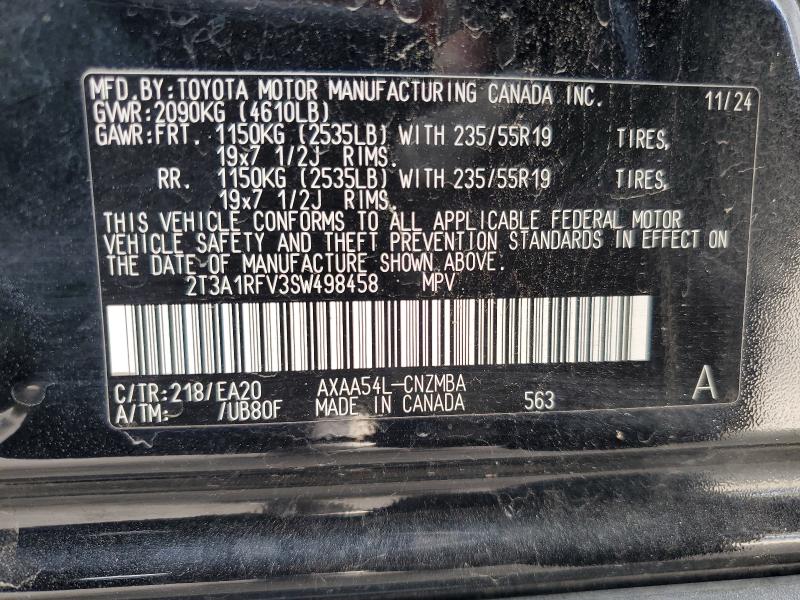 MFD. BY: TOYOTA MOTOR MANUFACTURING CANADA INC. 11/24
GVWR: 2090KG (4610LB)
GAWR: FRT. 1150KG (2535LB) WITH 235/55R19 TIRES,
19x7 1/2J RIMS.
RR. 1150KG (2535LB) WITH 235/55R19 TIRES,
19x7 1/2J RIMS.
THIS VEHICLE CONFORMS TO ALL APPLICABLE FEDERAL MOTOR
VEHICLE SAFETY AND THEFT PREVENTION STANDARDS IN EFFECT ON
THE DATE OF MANUFACTURE SHOWN ABOVE.
2T3A1RFV3SW498458 MPV
C/TR: 218/EA20 AXAA54L-CNZMBA A
A/TM: /UB80F MADE IN CANADA 563